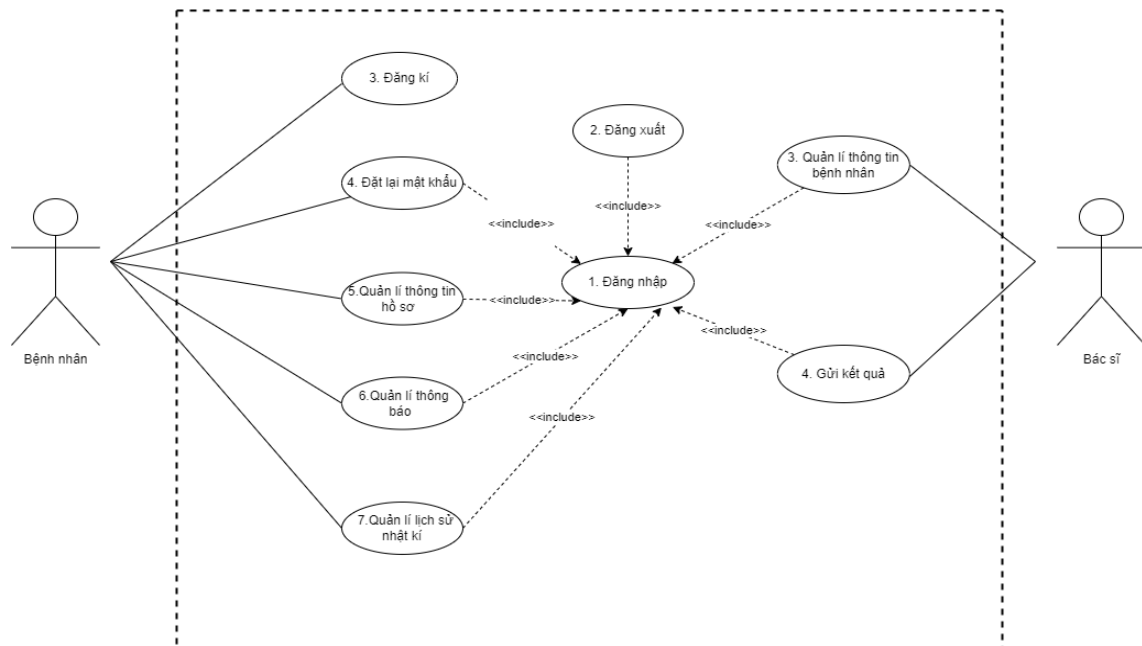 3. Đăng kí
2. Đăng xuất
3. Quản lí thông tin
bệnh nhân
4. Đặt lại mật khẩu
<<include>>
<<include>>
<<include>>
1. Đăng nhập
5.Quản lí thông tin
hồ sơ
<<include>>
<<include>>
Bệnh nhân
<<include>>
Bác sĩ
4. Gửi kết quả
6.Quản lí thông
báo
<<include>>
7.Quản lí lịch sử
nhật kí